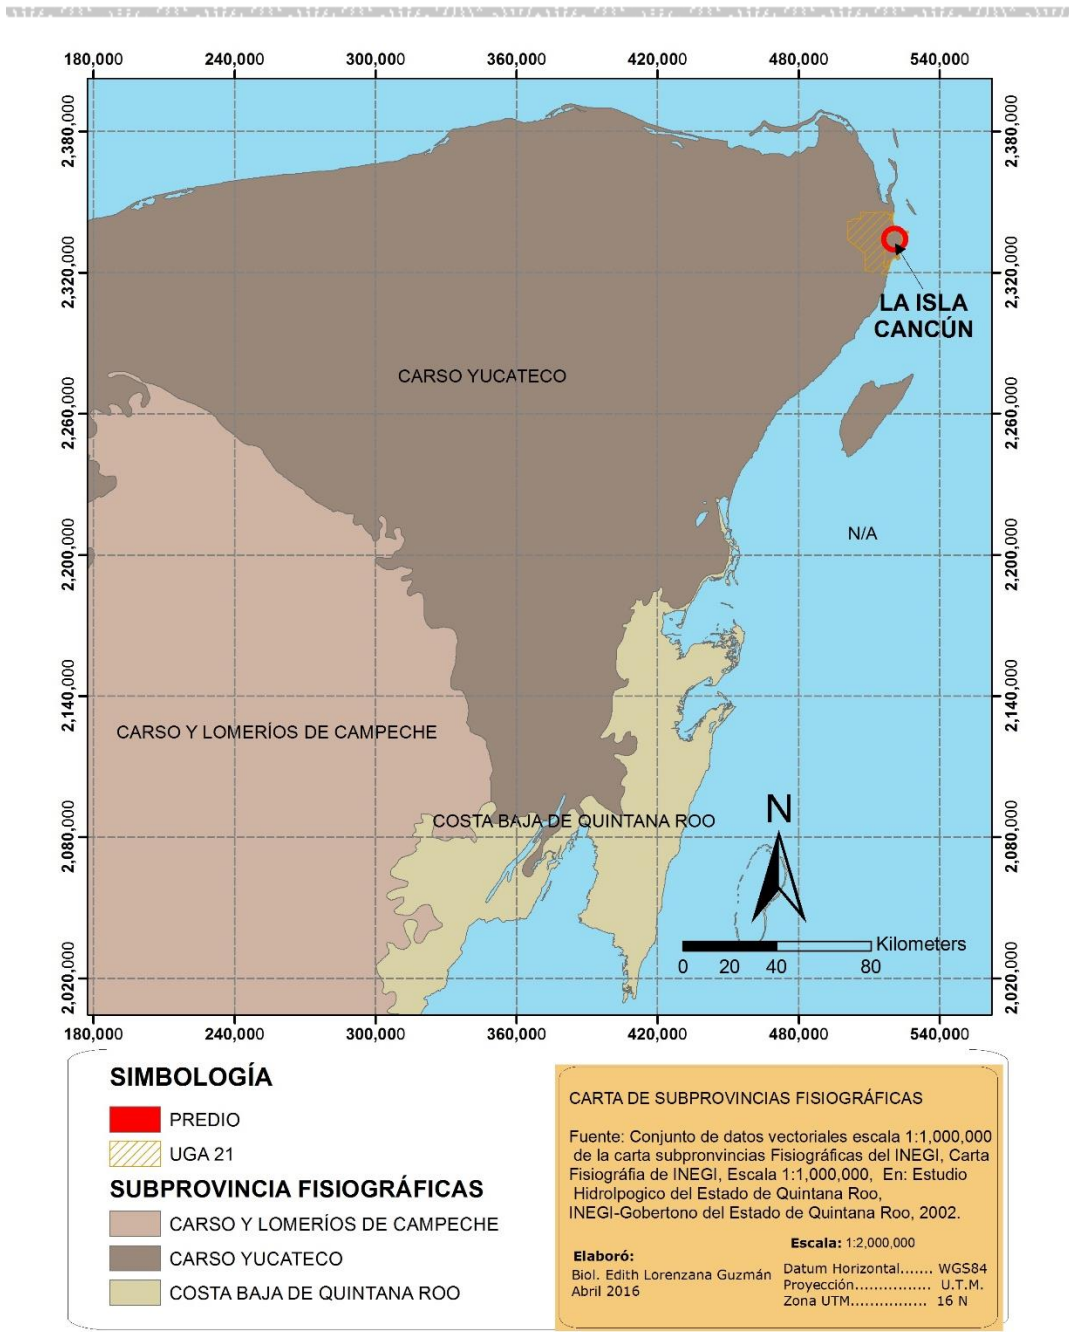 180,000 240,000 300,000 360,000 420,000 480,000 540,000
2,380,000 2,380,000
2,320,000 2,320,000
LA ISLA
CANCÚN
CARSO YUCATECO
2,260,000 2,260,000
N/A
2,200,000 2,200,000
2,140,000 2,140,000
CARSO Y LOMERÍOS DE CAMPECHE
N
COSTA BAJA DE QUINTANA ROO
2,080,000 2,080,000
Kilometers
0 20 40 80
2,020,000 2,020,000
180,000 240,000 300,000 360,000 420,000 480,000 540,000
SIMBOLOGÍA
PREDIO
UGA 21
SUBPROVINCIA FISIOGRÁFICAS
CARSO Y LOMERÍOS DE CAMPECHE
CARSO YUCATECO
COSTA BAJA DE QUINTANA ROO
CARTA DE SUBPROVINCIAS FISIOGRÁFICAS
Fuente: Conjunto de datos vectoriales escala 1:1,000,000
de la carta subpronvincias Fisiográficas del INEGI, Carta
Fisiográfia de INEGI, Escala 1:1,000,000, En: Estudio
Hidrolpogico del Estado de Quintana Roo,
INEGI-Gobertono del Estado de Quintana Roo, 2002.
Elaboró:
Biol. Edith Lorenzana Guzmán
Abril 2016
Escala: 1:2,000,000
Datum Horizontal....... WGS84
Proyección................ U.T.M.
Zona UTM................ 16 N